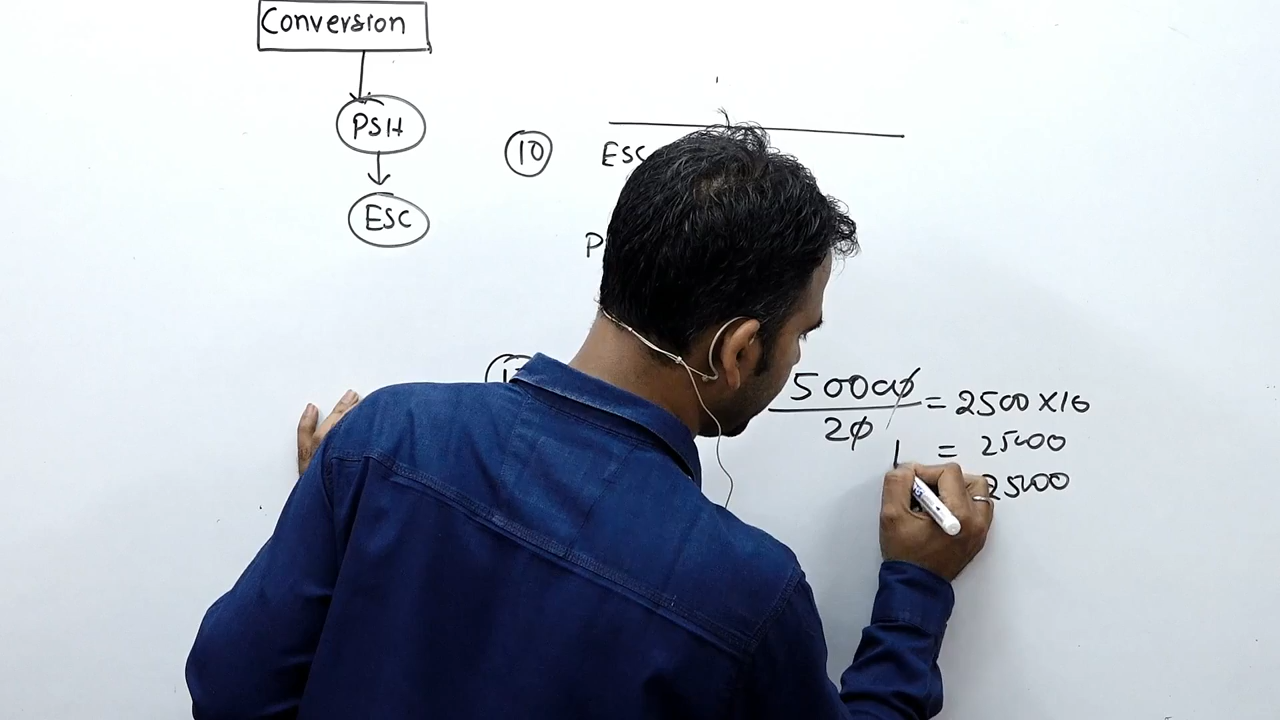 Conversion
PSH
ESC
10
ESC
P
50000
20
= 2500 × 10
= 25000
25000